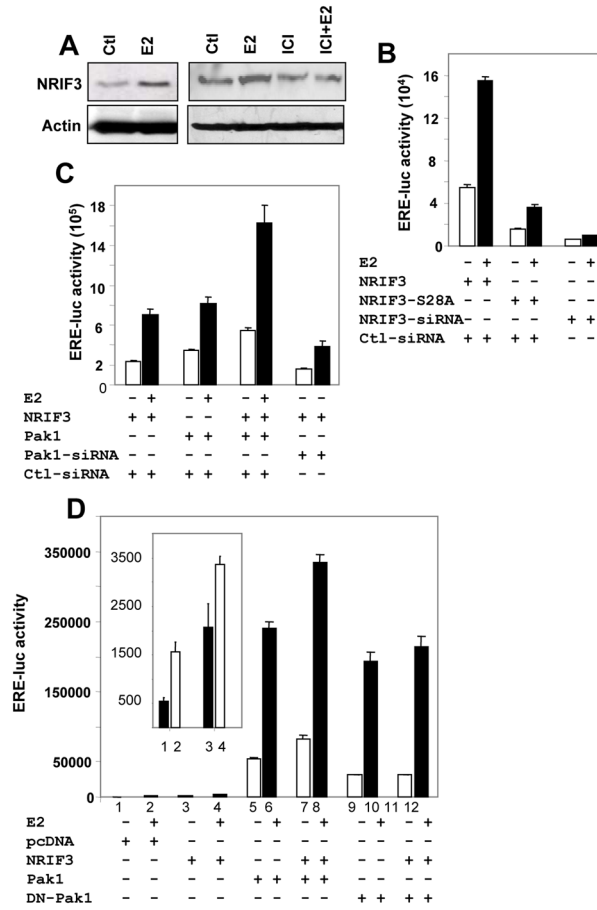 A
Ctl
E2
Ctl
E2
ICI
ICI+E2
NRIF3
Actin
B
ERE-luc activity (10⁴)
16
12
8
4
0
E2 – + – + – +
NRIF3 + + – – – –
NRIF3-S28A – – + + – –
NRIF3-siRNA – – – – + +
Ctl-siRNA + + + + – –
C
ERE-luc activity (10⁵)
18
14
10
6
2
0
E2 – + – + – + – +
NRIF3 + + – – + + + +
Pak1 – – + + + + – –
Pak1-siRNA – – – – – – + +
Ctl-siRNA + + + + + + – –
D
ERE-luc activity
350000
250000
150000
50000
0
3500
2500
1500
500
1 2 3 4
1 2 3 4 5 6 7 8 9 10 11 12
E2 – + – + – + – + – + – +
pcDNA + + – – – – – – – – – –
NRIF3 – – + + – – + + – – + +
Pak1 – – – – + + + + – – – –
DN-Pak1 – – – – – – – – + + + +